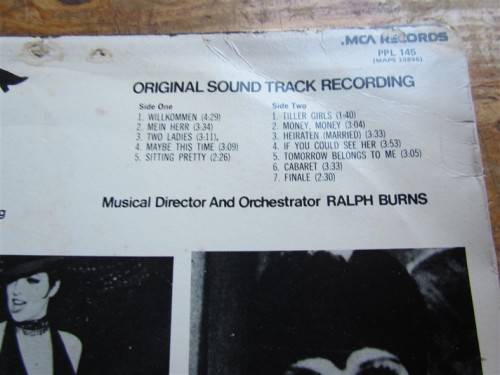 MCA RECORDS
PPL 145
(MAPS 10896)
ORIGINAL SOUND TRACK RECORDING
Side One
1. WILLKOMMEN (4:29)
2. MEIN HERR (3:34)
3. TWO LADIES (3:11),
4. MAYBE THIS TIME (3:09)
5. SITTING PRETTY (2:26)
Side Two
1. TILLER GIRLS (1:40)
2. MONEY, MONEY (3:04)
3. HEIRATEN (MARRIED) (3:33)
4. IF YOU COULD SEE HER (3:53)
5. TOMORROW BELONGS TO ME (3:05)
6. CABARET (3:33)
7. FINALE (2:30)
Musical Director And Orchestrator RALPH BURNS